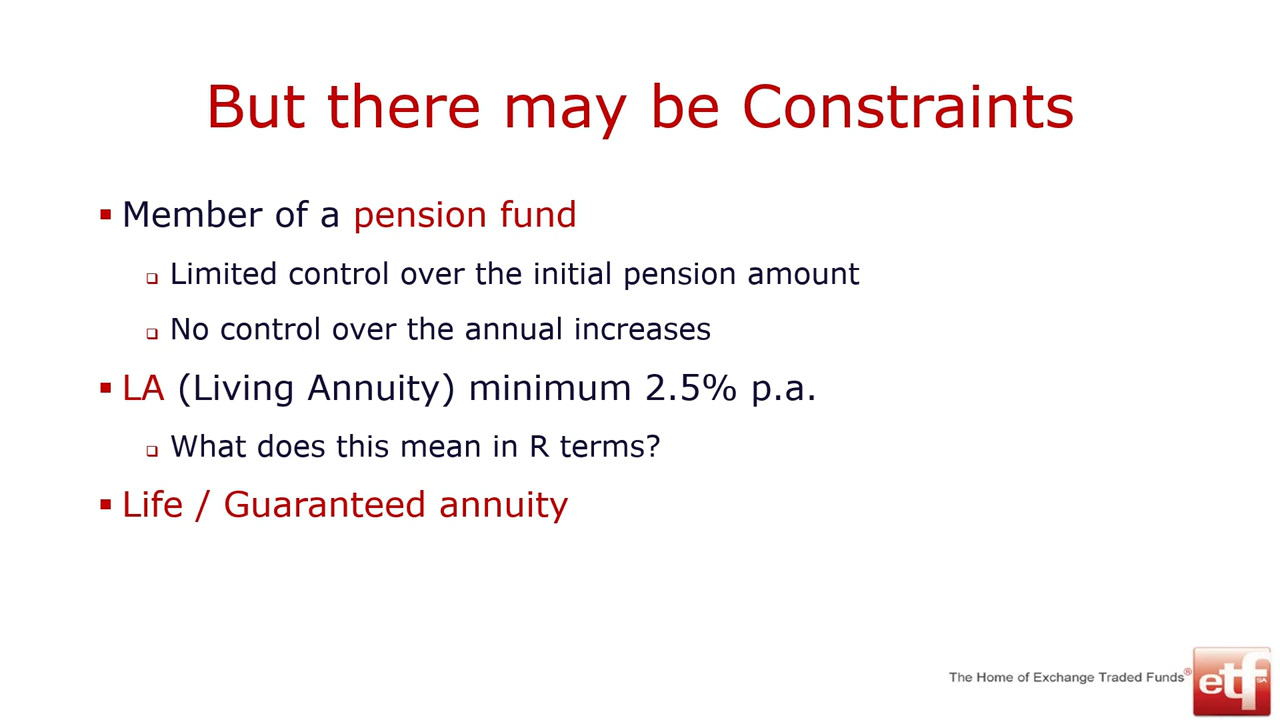 But there may be Constraints
▪ Member of a pension fund
❑ Limited control over the initial pension amount
❑ No control over the annual increases
▪ LA (Living Annuity) minimum 2.5% p.a.
❑ What does this mean in R terms?
▪ Life / Guaranteed annuity
The Home of Exchange Traded Funds®
etf SA